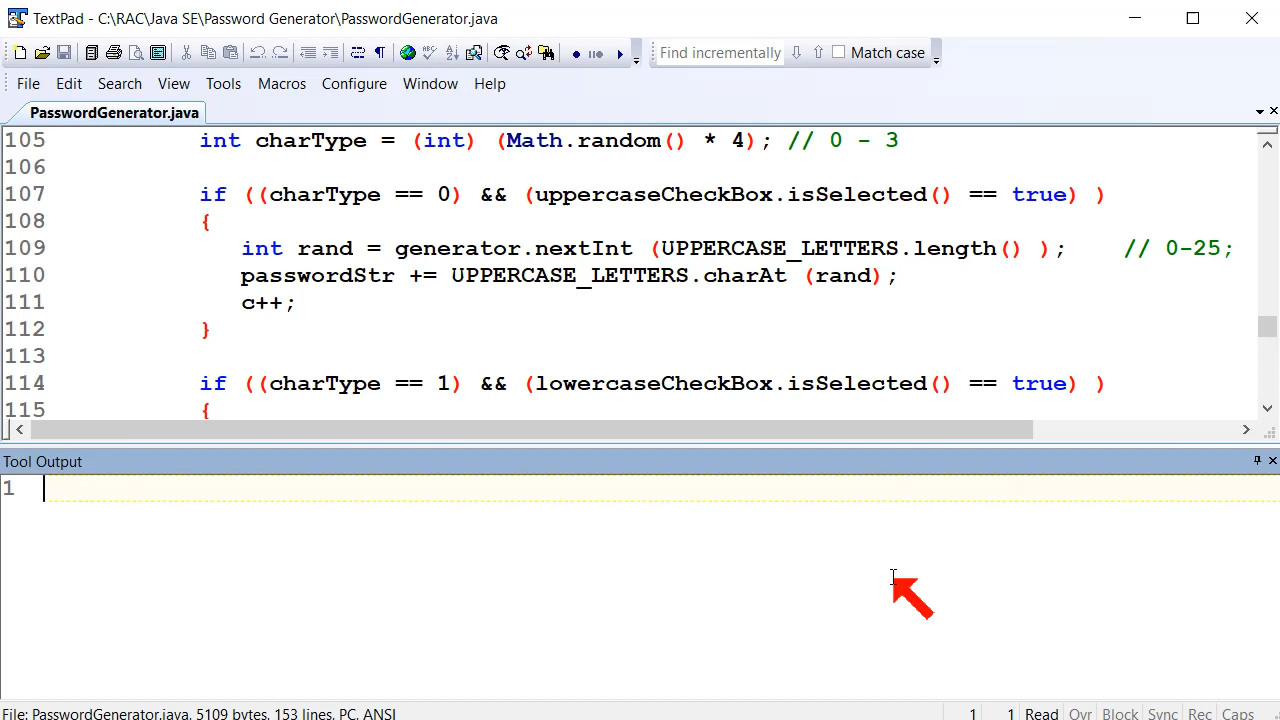 TextPad - C:\RAC\Java SE\Password Generator\PasswordGenerator.java
Find incrementally Match case
File Edit Search View Tools Macros Configure Window Help
PasswordGenerator.java
105 int charType = (int) (Math.random() * 4); // 0 - 3
106
107 if ((charType == 0) && (uppercaseCheckBox.isSelected() == true) )
108 {
109 int rand = generator.nextInt (UPPERCASE_LETTERS.length() ); // 0-25;
110 passwordStr += UPPERCASE_LETTERS.charAt (rand);
111 c++;
112 }
113
114 if ((charType == 1) && (lowercaseCheckBox.isSelected() == true) )
115 {
Tool Output
1
File: PasswordGenerator.java, 5109 bytes, 153 lines, PC, ANSI 1 1 Read Ovr Block Sync Rec Caps